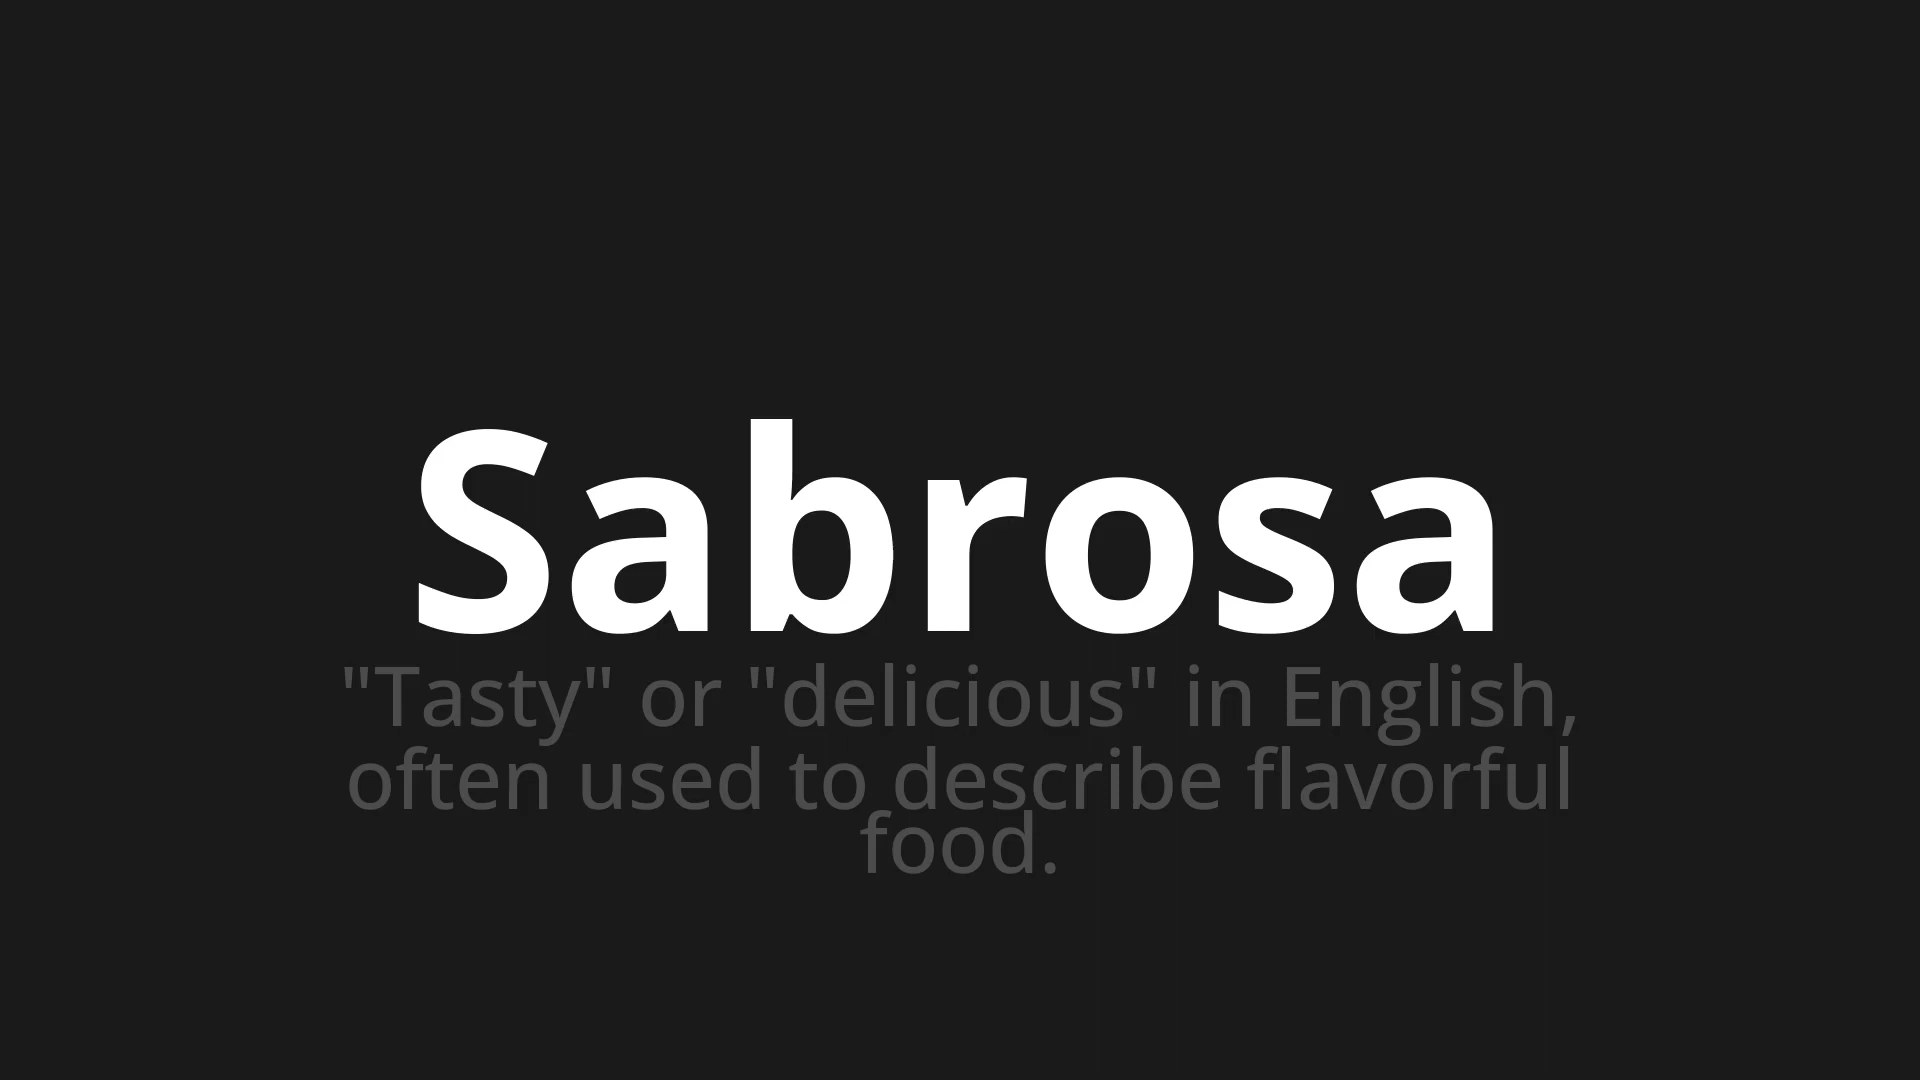 Sabrosa
"Tasty" or "delicious" in English,
often used to describe flavorful
food.